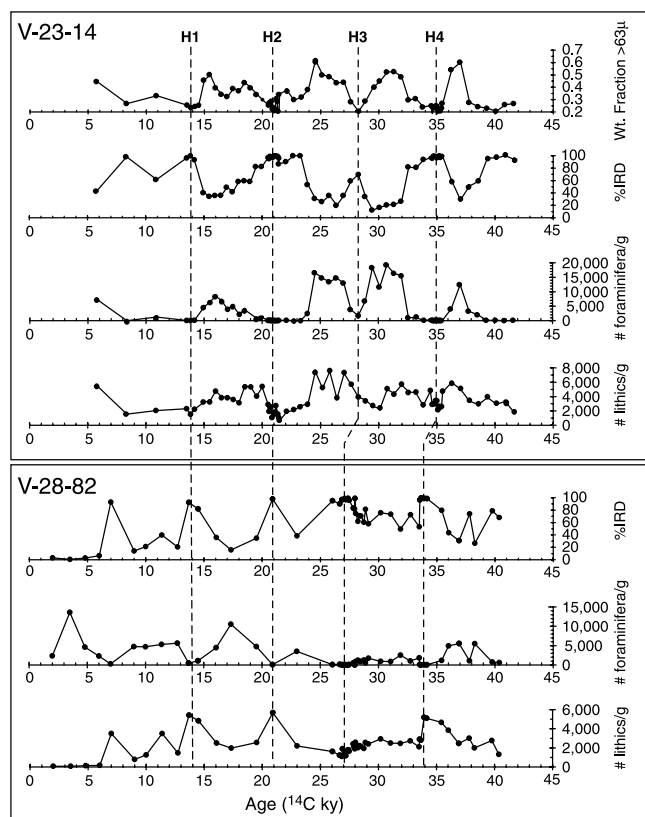 V-23-14
H1 H2 H3 H4
0.7
0.6
0.5
0.4
0.3
0.2
Wt. Fraction >63μ
0 5 10 15 20 25 30 35 40 45
100
80
60
40
20
0
%IRD
0 5 10 15 20 25 30 35 40 45
20,000
15,000
10,000
5,000
0
# foraminifera/g
0 5 10 15 20 25 30 35 40 45
8,000
6,000
4,000
2,000
0
# lithics/g
0 5 10 15 20 25 30 35 40 45
V-28-82
100
80
60
40
20
0
%IRD
0 5 10 15 20 25 30 35 40 45
15,000
10,000
5,000
0
# foraminifera/g
0 5 10 15 20 25 30 35 40 45
6,000
4,000
2,000
0
# lithics/g
0 5 10 15 20 25 30 35 40 45
Age (¹⁴C ky)